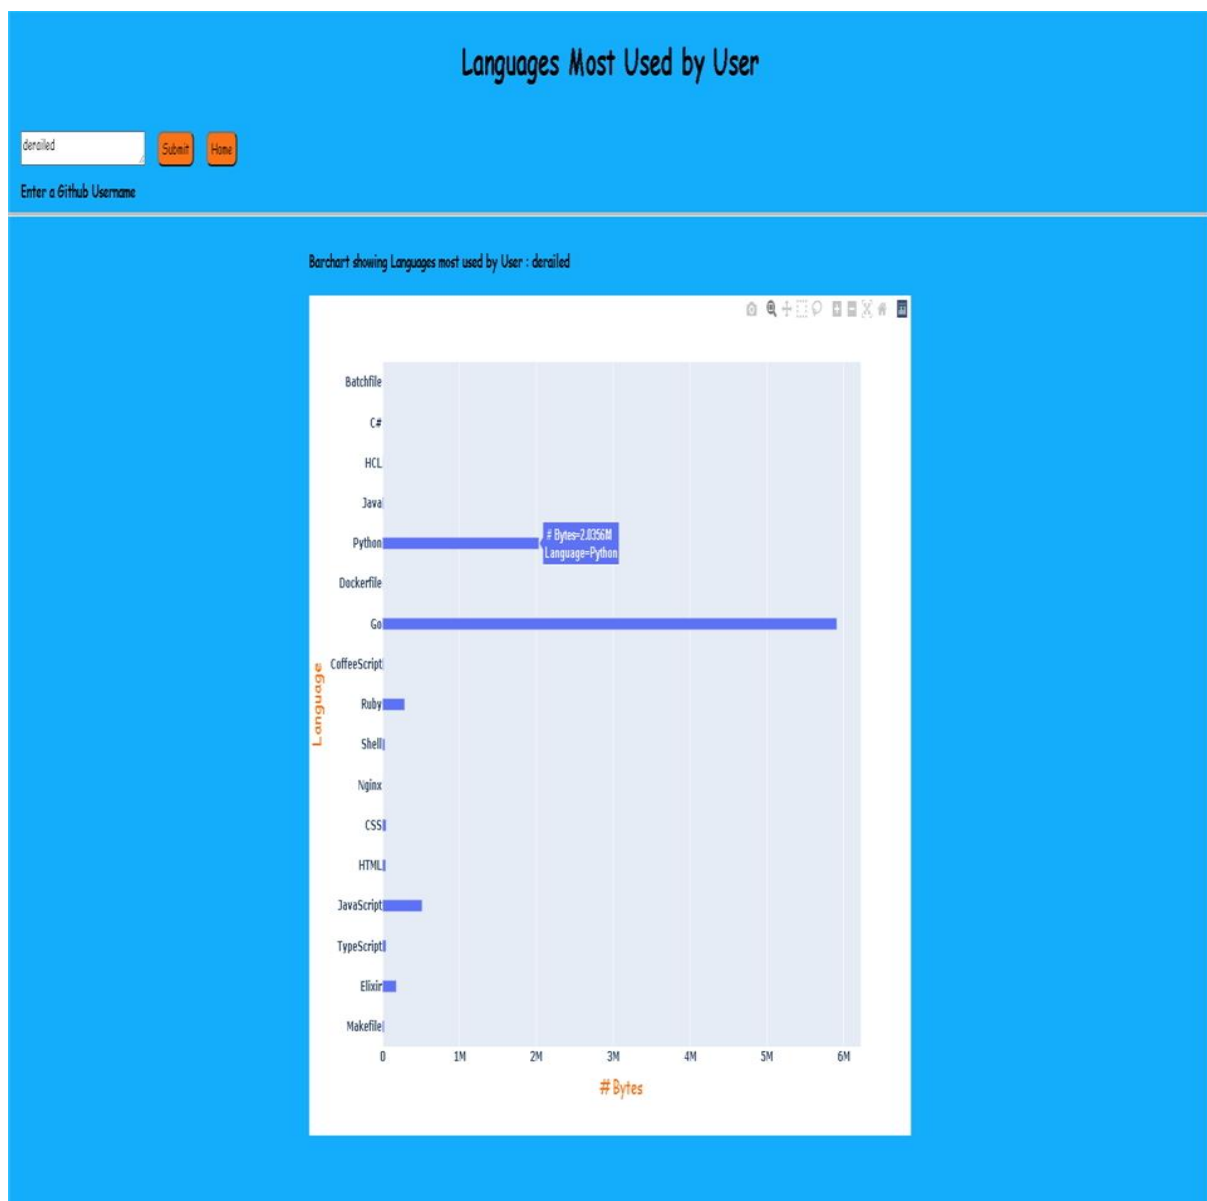 Languages Most Used by User
derailed
Submit
Home
Enter a Github Username
Barchart showing Languages most used by User : derailed
Batchfile
C#
HCL
Java
Python
# Bytes=2.0356M
Language=Python
Dockerfile
Go
CoffeeScript
Language
Ruby
Shell
Nginx
CSS
HTML
JavaScript
TypeScript
Elixir
Makefile
0 1M 2M 3M 4M 5M 6M
# Bytes